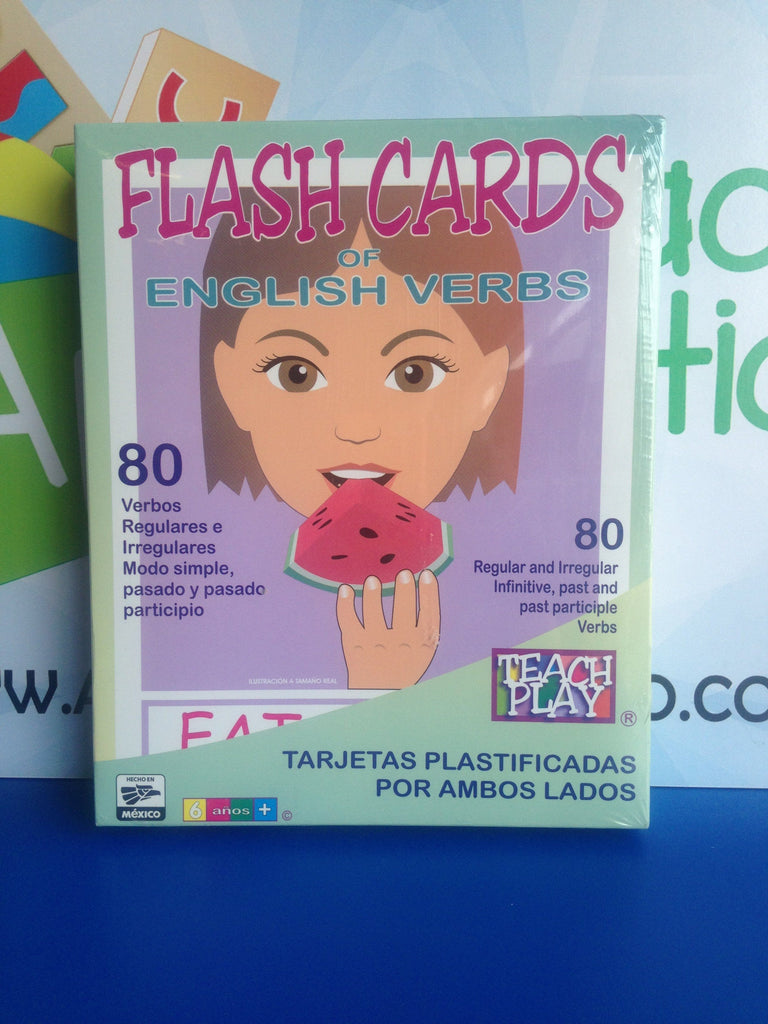 FLASH CARDS
OF
ENGLISH VERBS
80
Verbos
Regulares e
Irregulares
Modo simple,
pasado y pasado
participio
80
Regular and Irregular
Infinitive, past and
past participle
Verbs
ILUSTRACIÓN A TAMAÑO REAL
EAT
TEACH
PLAY
®
TARJETAS PLASTIFICADAS
POR AMBOS LADOS
HECHO EN
MÉXICO
6 años +
©